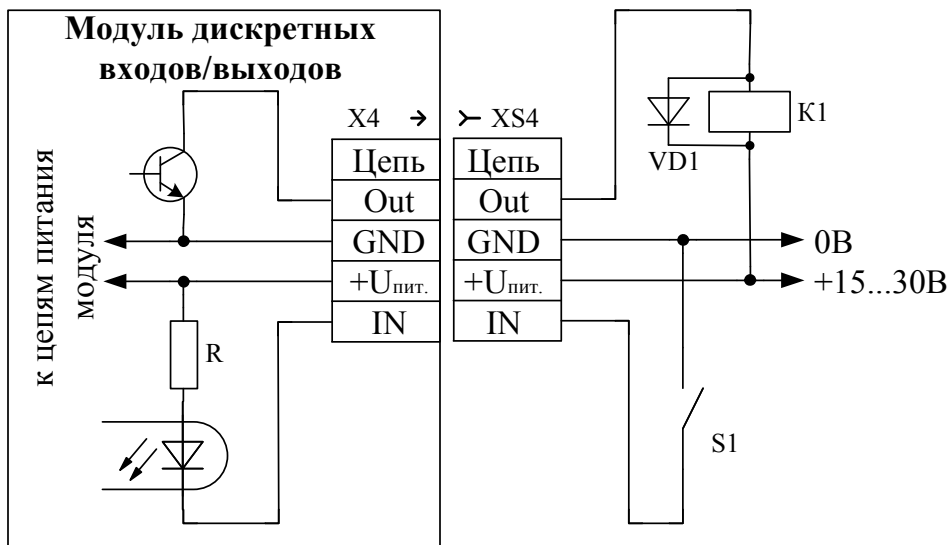 Модуль дискретных
входов/выходов
X4
XS4
Цепь
Out
GND
+Uпит.
IN
Цепь
Out
GND
+Uпит.
IN
к цепям питания
модуля
R
VD1
K1
0В
+15...30В
S1